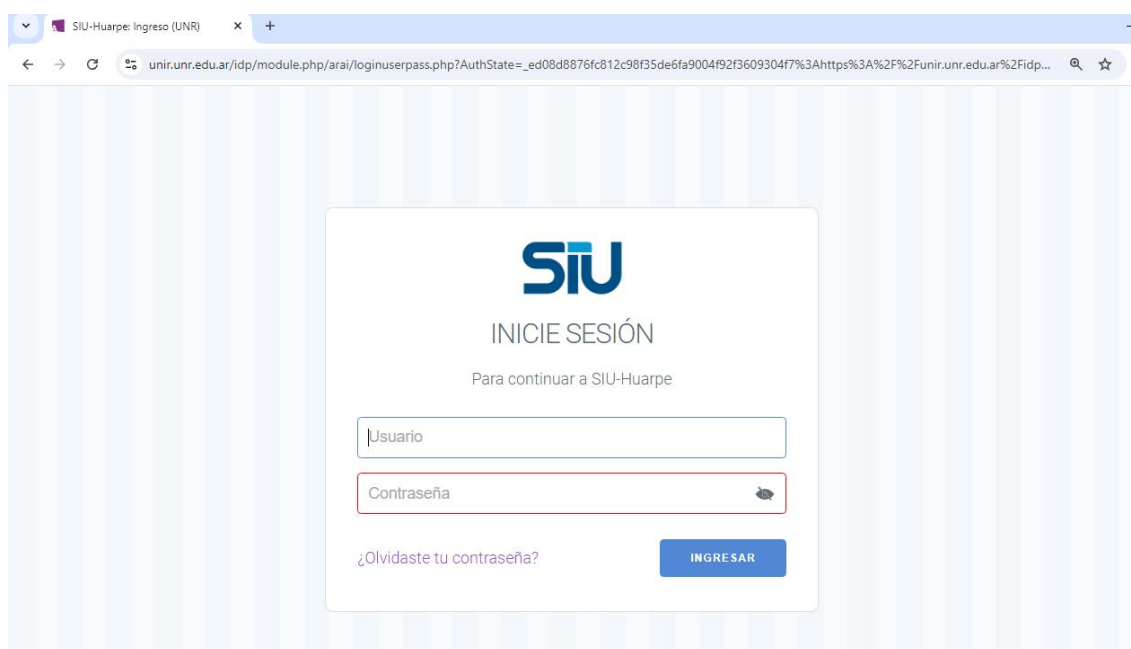 SIU-Huarpe: Ingreso (UNR)
unir.unr.edu.ar/idp/module.php/arai/loginuserpass.php?AuthState=_ed08d8876fc812c98f35de6fa9004f92f3609304f7%3Ahttps%3A%2F%2Funir.unr.edu.ar%2Fidp...
SIU
INICIE SESIÓN
Para continuar a SIU-Huarpe
Usuario
Contraseña
¿Olvidaste tu contraseña? INGRESAR